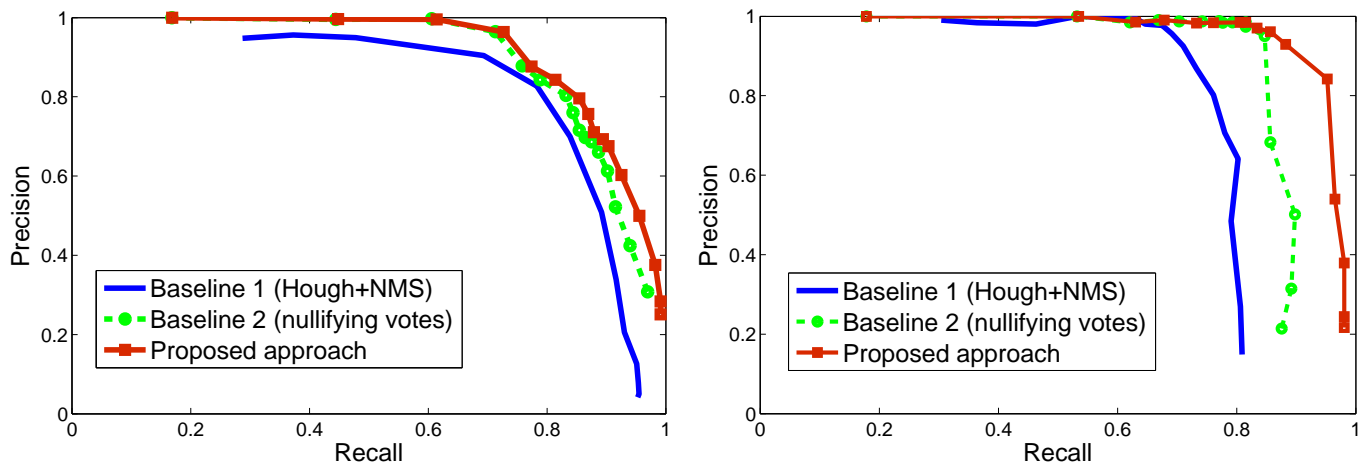 1
0.8
0.6
0.4
0.2
0
0 0.2 0.4 0.6 0.8 1
Precision
Recall
Baseline 1 (Hough+NMS)
Baseline 2 (nullifying votes)
Proposed approach
1
0.8
0.6
0.4
0.2
0
0 0.2 0.4 0.6 0.8 1
Precision
Recall
Baseline 1 (Hough+NMS)
Baseline 2 (nullifying votes)
Proposed approach